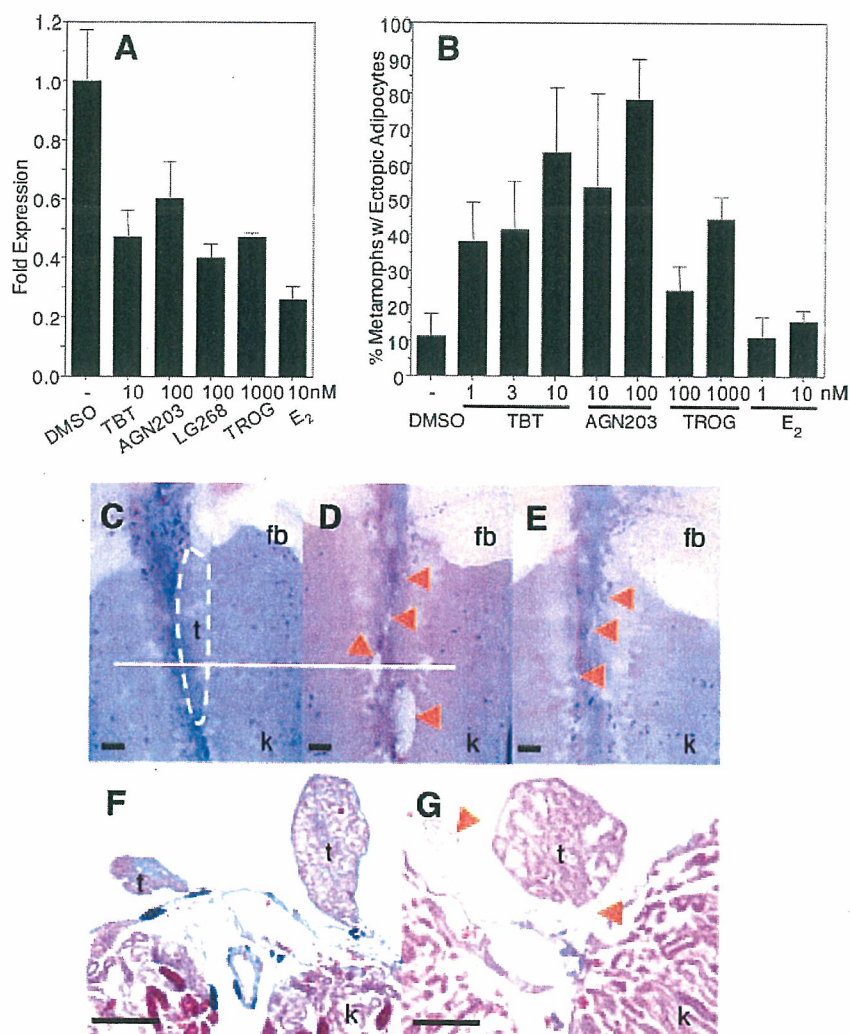 A
Fold Expression
1.2
1.0
0.8
0.6
0.4
0.2
0.0
- 10 100 100 1000 10nM
DMSO TBT AGN203 LG268 TROG E2
B
% Metamorphs w/ Ectopic Adipocytes
100
90
80
70
60
50
40
30
20
10
0
- 1 3 10 10 100 100 1000 1 10 nM
DMSO TBT AGN203 TROG E2
C fb D fb E fb
t
k k k
F G
t t t
k k